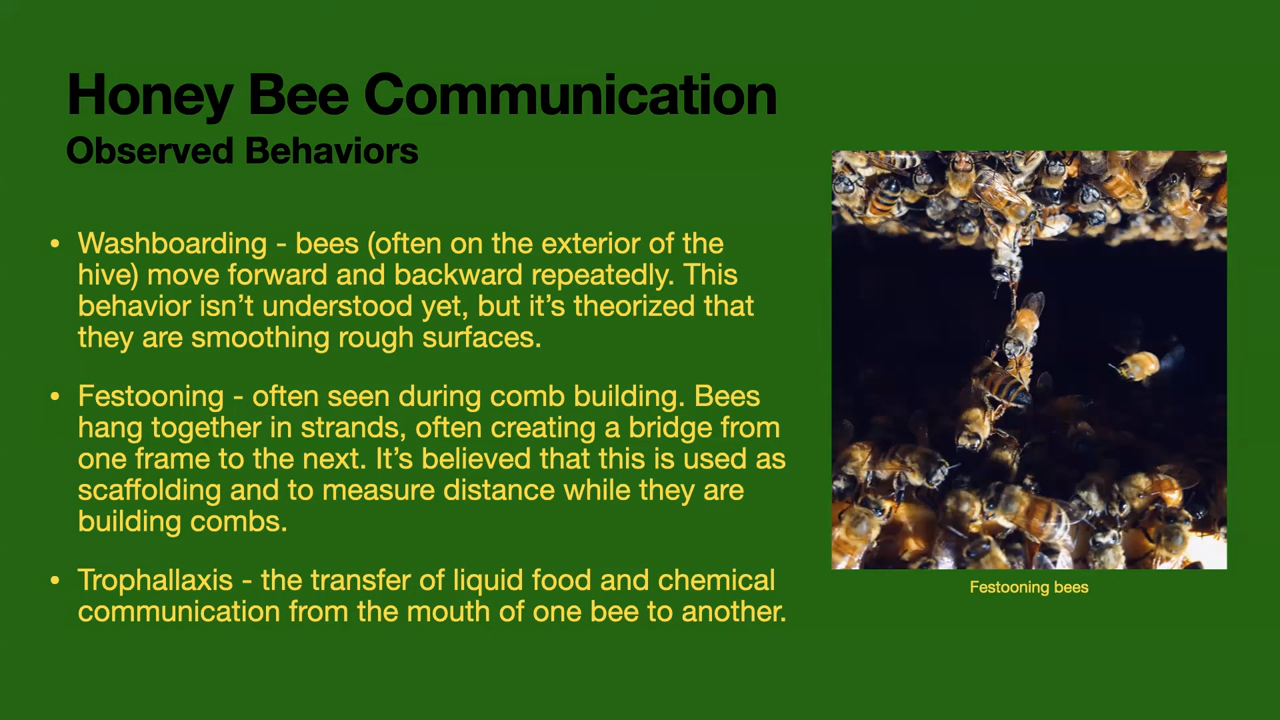 Honey Bee Communication
Observed Behaviors
• Washboarding - bees (often on the exterior of the
hive) move forward and backward repeatedly. This
behavior isn’t understood yet, but it’s theorized that
they are smoothing rough surfaces.
• Festooning - often seen during comb building. Bees
hang together in strands, often creating a bridge from
one frame to the next. It’s believed that this is used as
scaffolding and to measure distance while they are
building combs.
• Trophallaxis - the transfer of liquid food and chemical
communication from the mouth of one bee to another.
Festooning bees